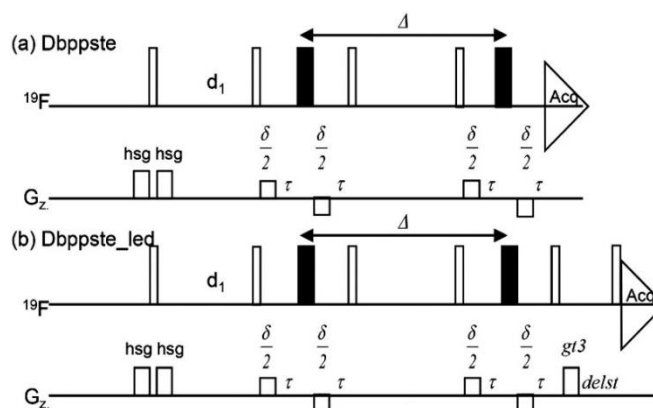 (a) Dbppste
Δ
d1
19F
Acq
δ/2 δ/2 δ/2 δ/2
hsg hsg
τ τ τ τ
Gz.
(b) Dbppste_led
Δ
d1
19F
Acq
δ/2 δ/2 δ/2 δ/2 gt3
hsg hsg
τ τ τ τ delst
Gz.